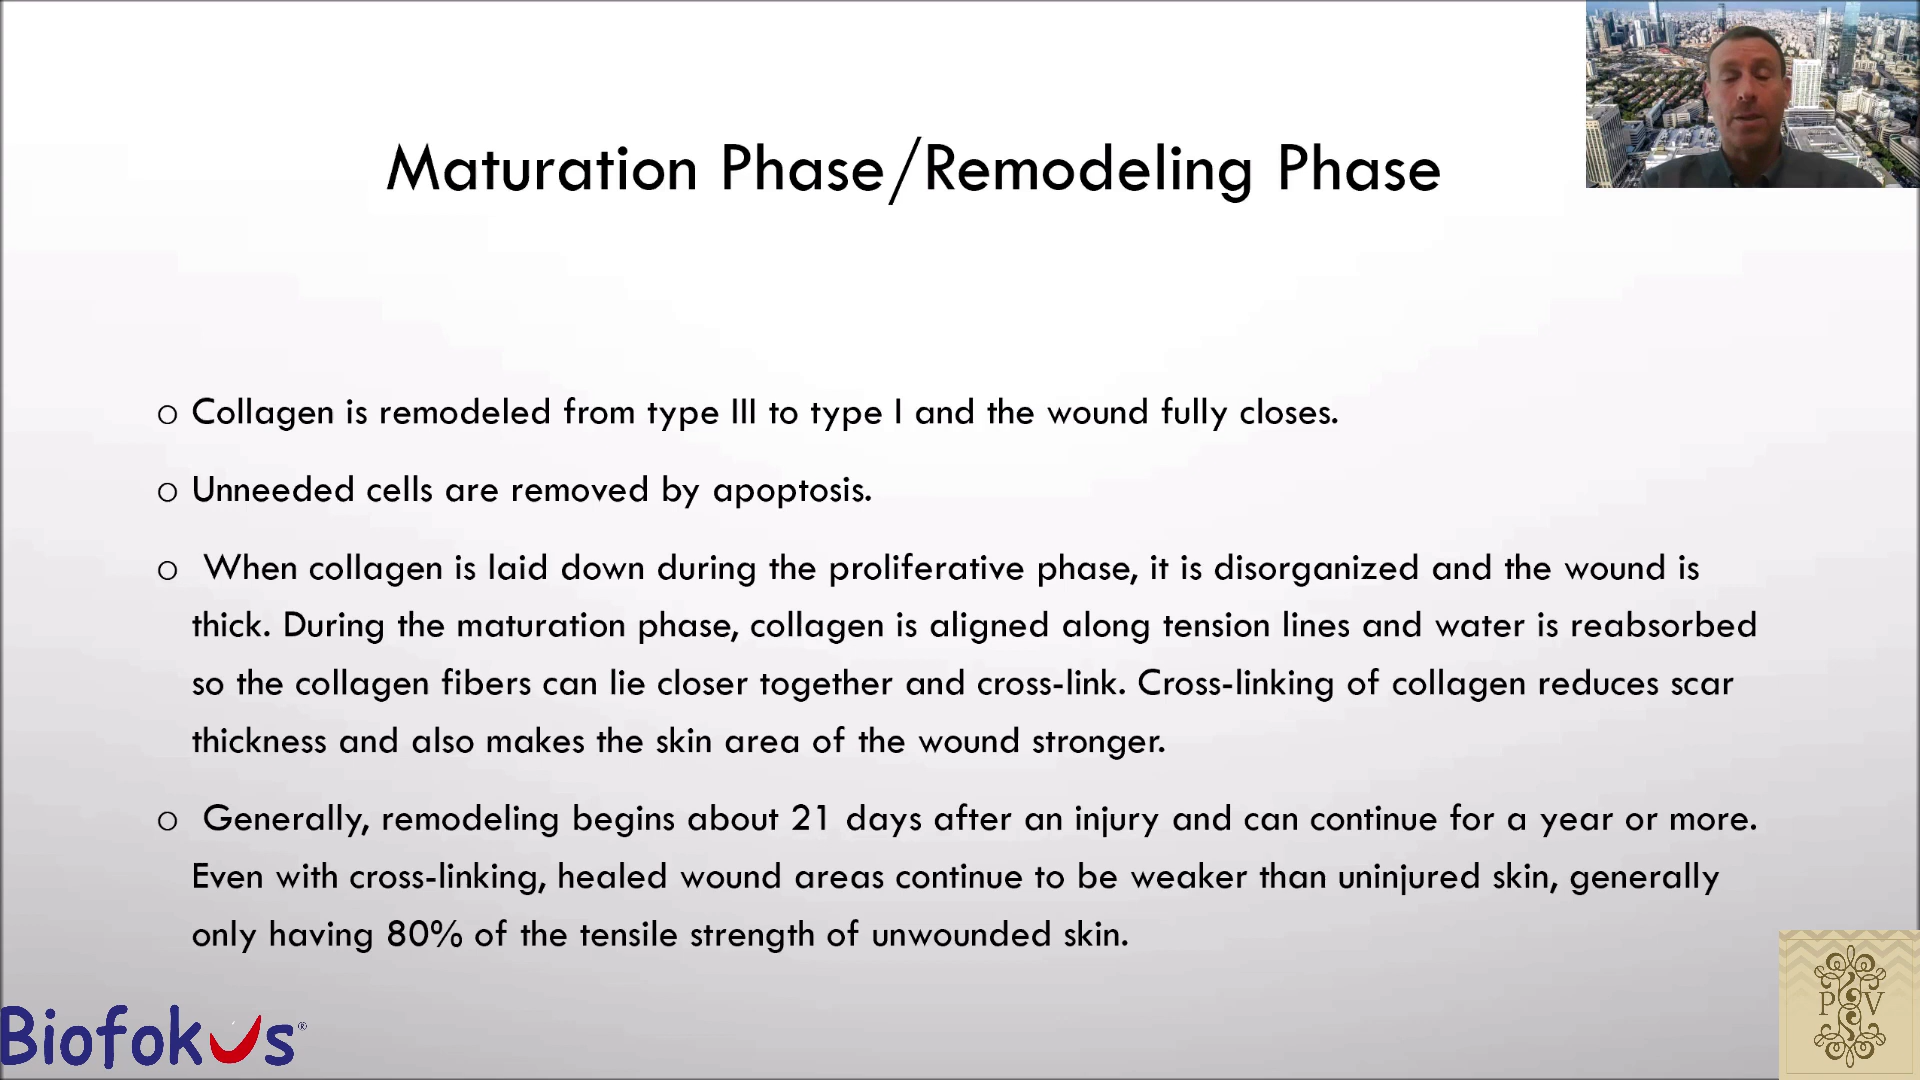 Maturation Phase/Remodeling Phase
o Collagen is remodeled from type III to type I and the wound fully closes.
o Unneeded cells are removed by apoptosis.
o When collagen is laid down during the proliferative phase, it is disorganized and the wound is
thick. During the maturation phase, collagen is aligned along tension lines and water is reabsorbed
so the collagen fibers can lie closer together and cross-link. Cross-linking of collagen reduces scar
thickness and also makes the skin area of the wound stronger.
o Generally, remodeling begins about 21 days after an injury and can continue for a year or more.
Even with cross-linking, healed wound areas continue to be weaker than uninjured skin, generally
only having 80% of the tensile strength of unwounded skin.
Biofokus®
P S V